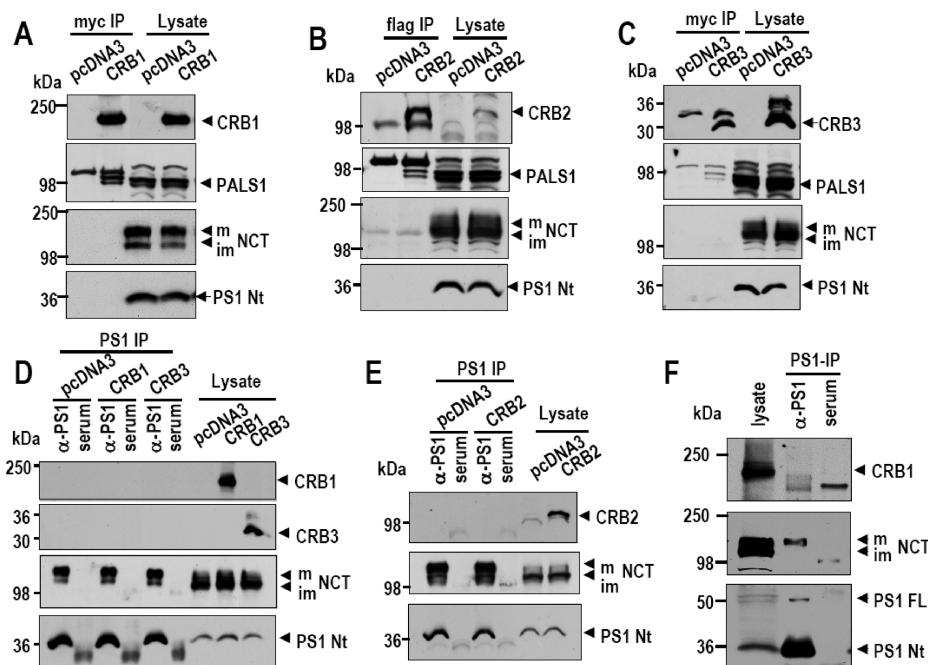 A
myc IP Lysate
pcDNA3 CRB1 pcDNA3 CRB1
kDa
250
CRB1
98
PALS1
250
m
im NCT
98
36
PS1 Nt
B
flag IP Lysate
pcDNA3 CRB2 pcDNA3 CRB2
kDa
98
CRB2
98
PALS1
250
m
im NCT
98
36
PS1 Nt
C
myc IP Lysate
pcDNA3 CRB3 pcDNA3 CRB3
kDa
36
30
CRB3
98
PALS1
m
im NCT
98
36
PS1 Nt
D
PS1 IP
pcDNA3 CRB1 CRB3 Lysate
α-PS1 serum α-PS1 serum α-PS1 serum pcDNA3 CRB1 CRB3
kDa
250
CRB1
36
30
CRB3
m
im NCT
98
36
PS1 Nt
E
PS1 IP
pcDNA3 CRB2 Lysate
α-PS1 serum α-PS1 serum pcDNA3 CRB2
kDa
98
CRB2
m
im NCT
98
36
PS1 Nt
F
PS1-IP
lysate α-PS1 serum
kDa
250
CRB1
250
m
im NCT
98
50
PS1 FL
36
PS1 Nt